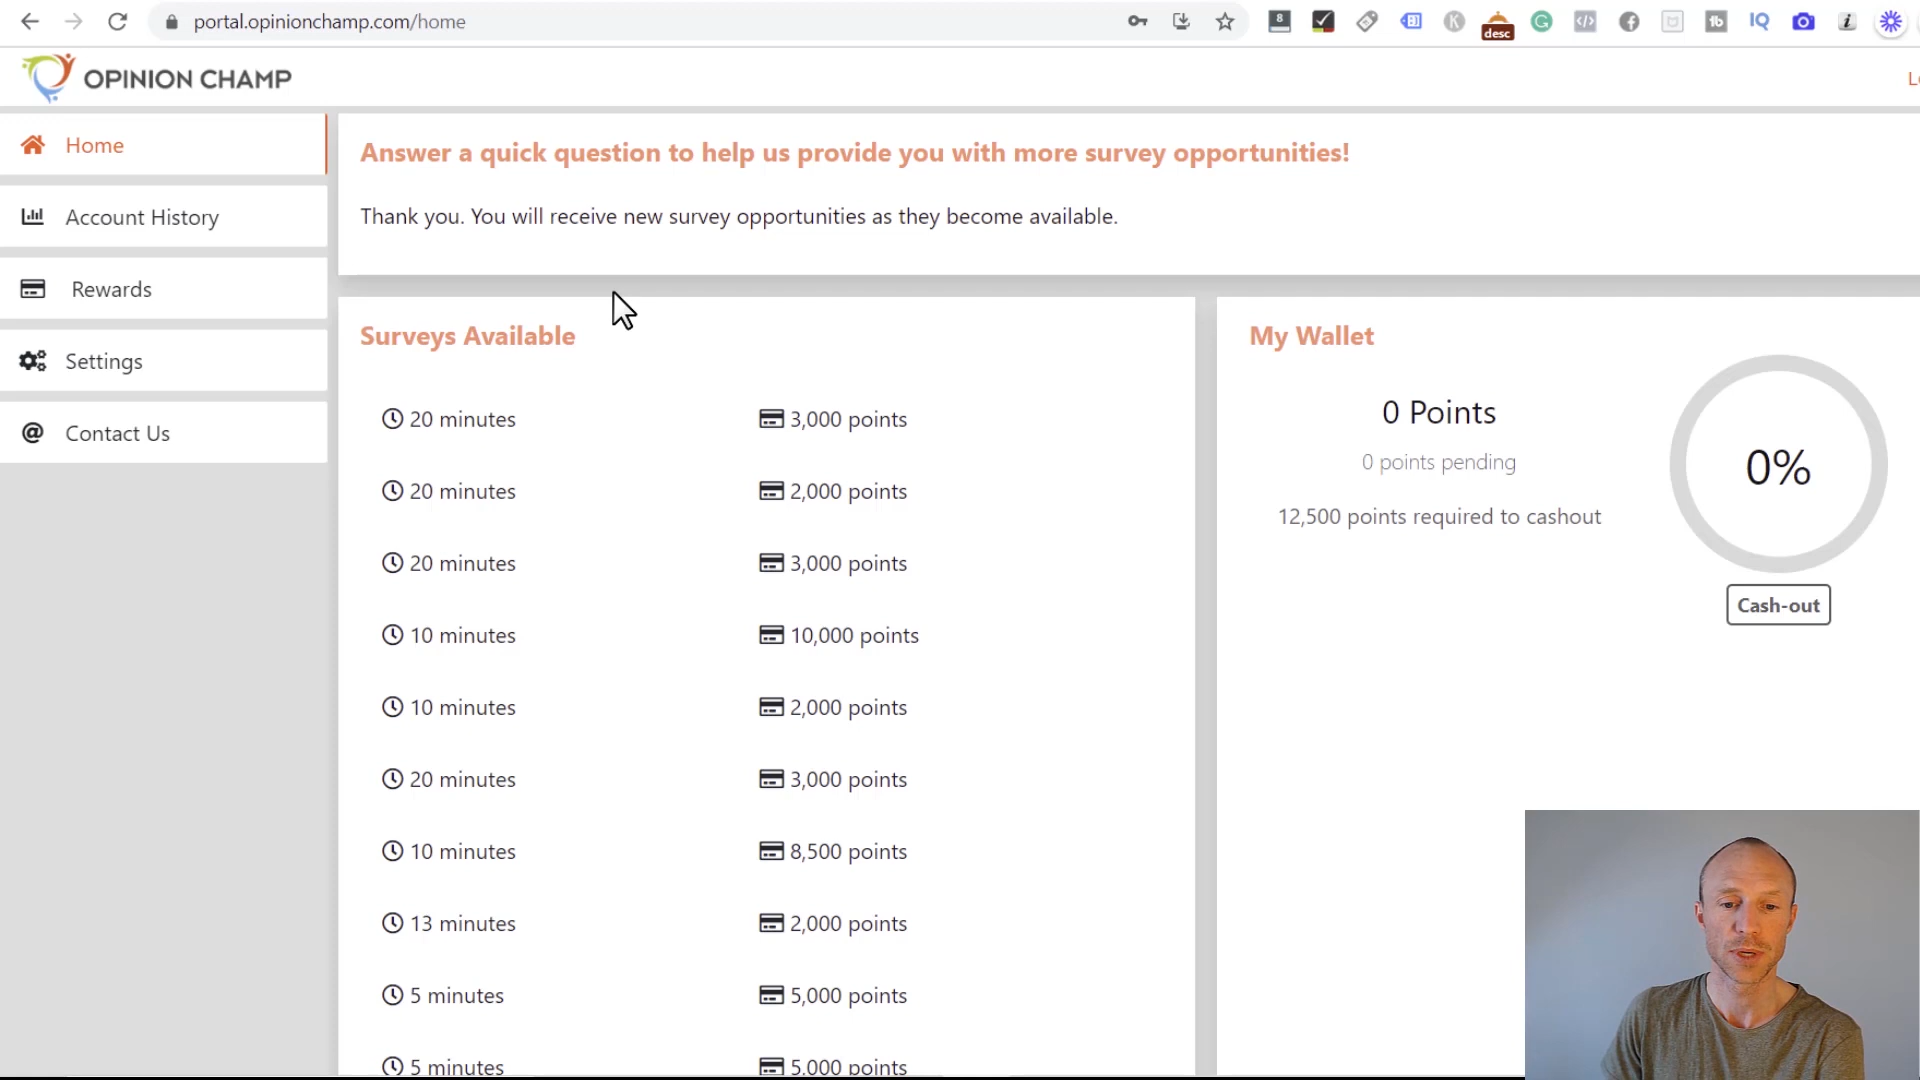 portal.opinionchamp.com/home
8
desc
K
G
tb
IQ
i
OPINION CHAMP
Home
Answer a quick question to help us provide you with more survey opportunities!
Account History
Thank you. You will receive new survey opportunities as they become available.
Rewards
Settings
Contact Us
Surveys Available
20 minutes 3,000 points
20 minutes 2,000 points
20 minutes 3,000 points
10 minutes 10,000 points
10 minutes 2,000 points
20 minutes 3,000 points
10 minutes 8,500 points
13 minutes 2,000 points
5 minutes 5,000 points
5 minutes 5,000 points
My Wallet
0 Points
0 points pending
12,500 points required to cashout
0%
Cash-out